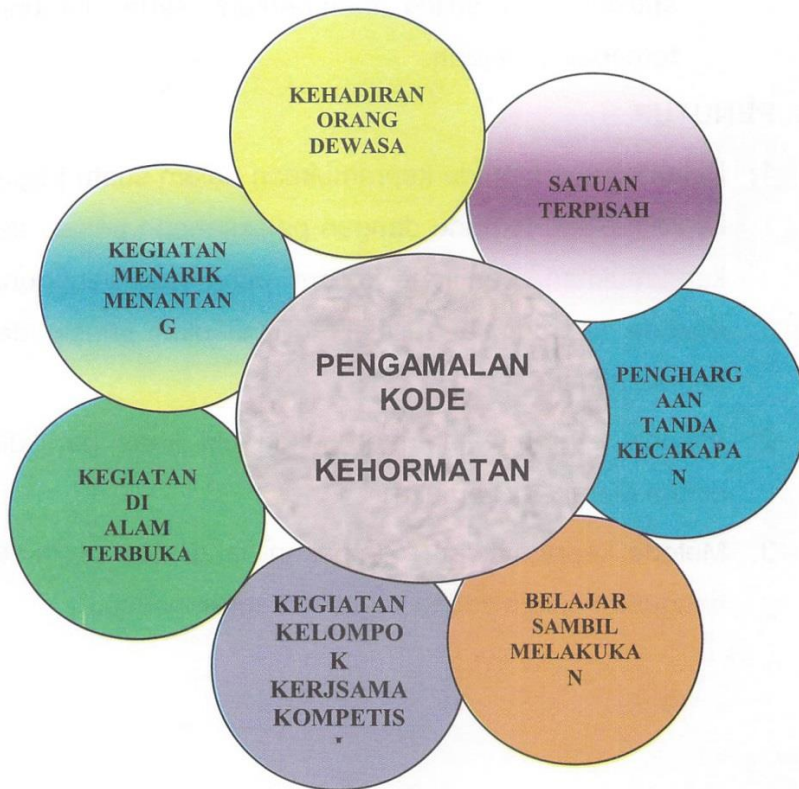 KEHADIRAN
ORANG
DEWASA
SATUAN
TERPISAH
KEGIATAN
MENARIK
MENANTAN
G
PENGAMALAN
KODE
KEHORMATAN
PENGHARG
AAN
TANDA
KECAKAPA
N
KEGIATAN
DI
ALAM
TERBUKA
KEGIATAN
KELOMPO
K
KERJSAMA
KOMPETIS
BELAJAR
SAMBIL
MELAKUKA
N